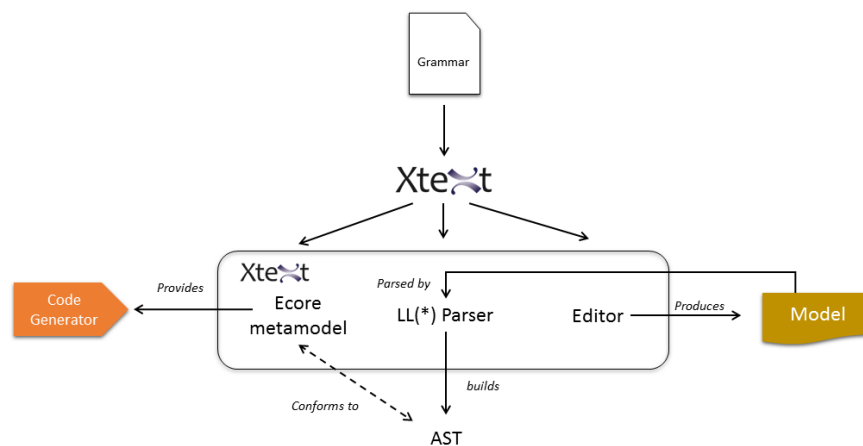 Grammar
Xtext
Xtext
Provides
Parsed by
Code
Generator
Ecore
metamodel
LL(*) Parser
Editor
Produces
Model
Conforms to
builds
AST